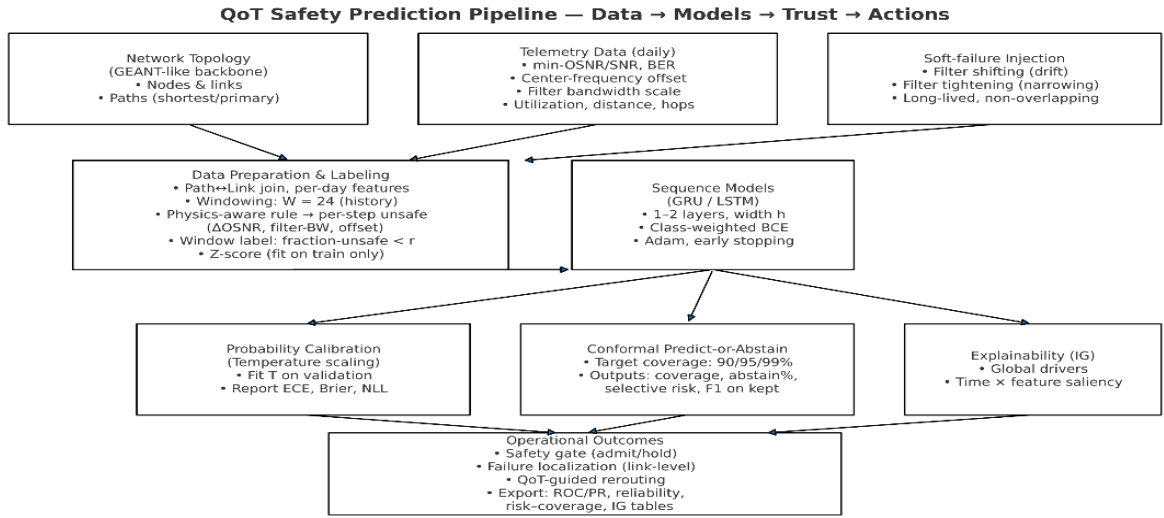 QoT Safety Prediction Pipeline — Data → Models → Trust → Actions
Network Topology
(GEANT-like backbone)
• Nodes & links
• Paths (shortest/primary)
Telemetry Data (daily)
• min-OSNR/SNR, BER
• Center-frequency offset
• Filter bandwidth scale
• Utilization, distance, hops
Soft-failure Injection
• Filter shifting (drift)
• Filter tightening (narrowing)
• Long-lived, non-overlapping
Data Preparation & Labeling
• Path↔Link join, per-day features
• Windowing: W = 24 (history)
• Physics-aware rule → per-step unsafe
(ΔOSNR, filter-BW, offset)
• Window label: fraction-unsafe < r
• Z-score (fit on train only)
Sequence Models
(GRU / LSTM)
• 1–2 layers, width h
• Class-weighted BCE
• Adam, early stopping
Probability Calibration
(Temperature scaling)
• Fit T on validation
• Report ECE, Brier, NLL
Conformal Predict-or-Abstain
• Target coverage: 90/95/99%
• Outputs: coverage, abstain%,
selective risk, F1 on kept
Explainability (IG)
• Global drivers
• Time × feature saliency
Operational Outcomes
• Safety gate (admit/hold)
• Failure localization (link-level)
• QoT-guided rerouting
• Export: ROC/PR, reliability,
risk–coverage, IG tables